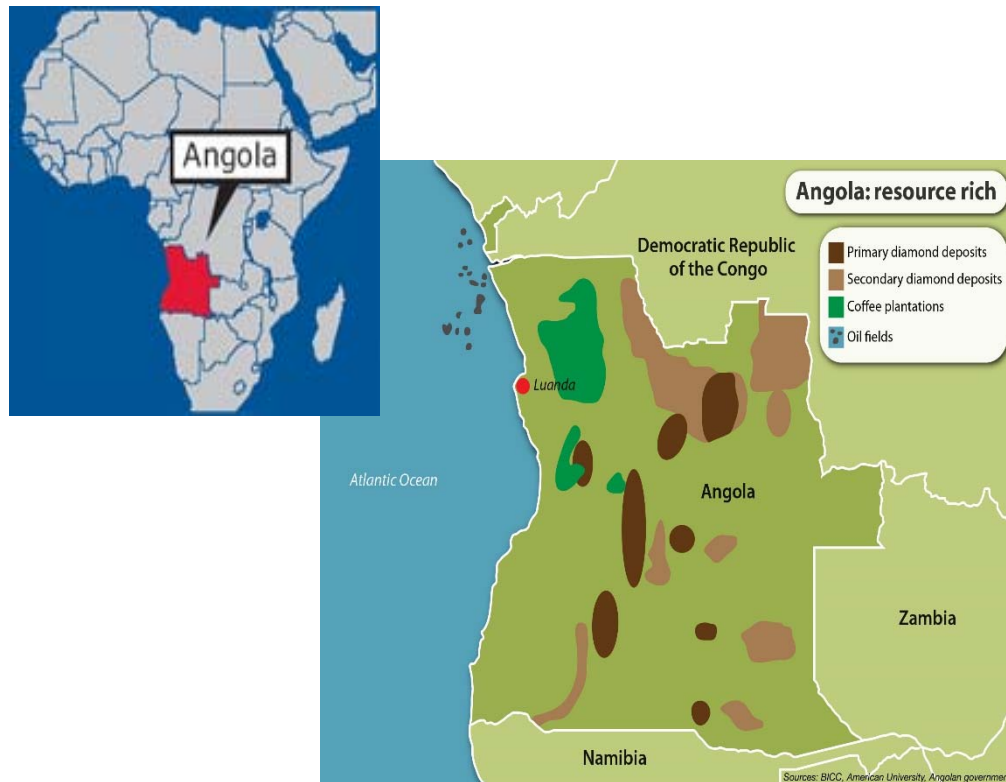 Angola
Angola: resource rich
Primary diamond deposits
Secondary diamond deposits
Coffee plantations
Oil fields
Democratic Republic
of the Congo
Luanda
Atlantic Ocean
Angola
Zambia
Namibia
Sources: BICC, American University, Angolan governmen